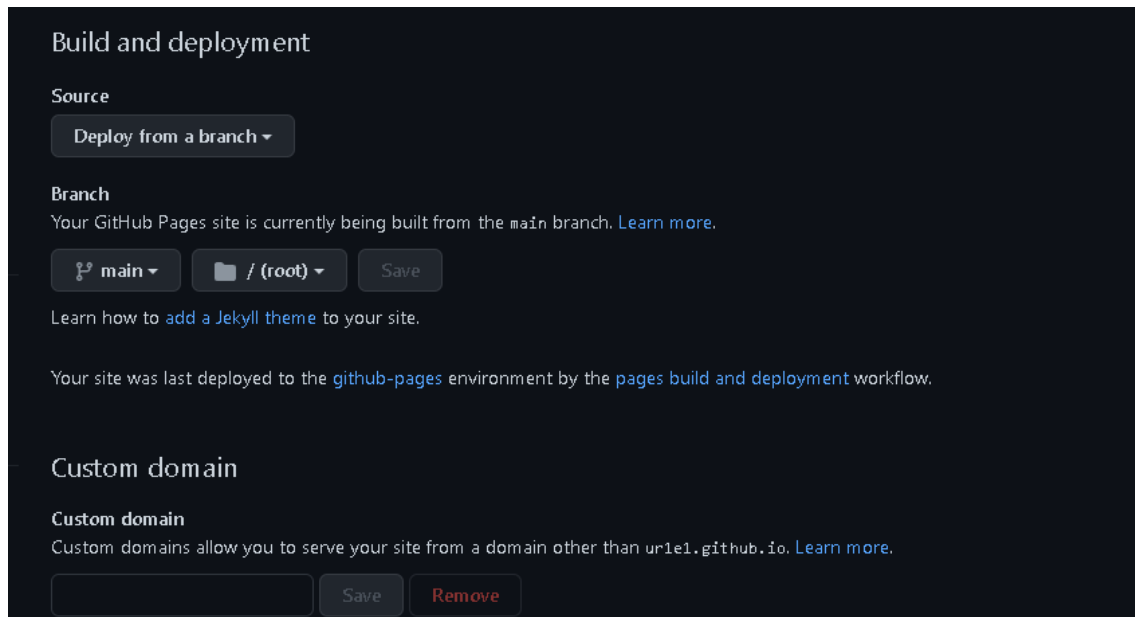 Build and deployment
Source
Deploy from a branch
Branch
Your GitHub Pages site is currently being built from the main branch. Learn more.
main / (root) Save
Learn how to add a Jekyll theme to your site.
Your site was last deployed to the github-pages environment by the pages build and deployment workflow.
Custom domain
Custom domain
Custom domains allow you to serve your site from a domain other than urle1.github.io. Learn more.
Save Remove